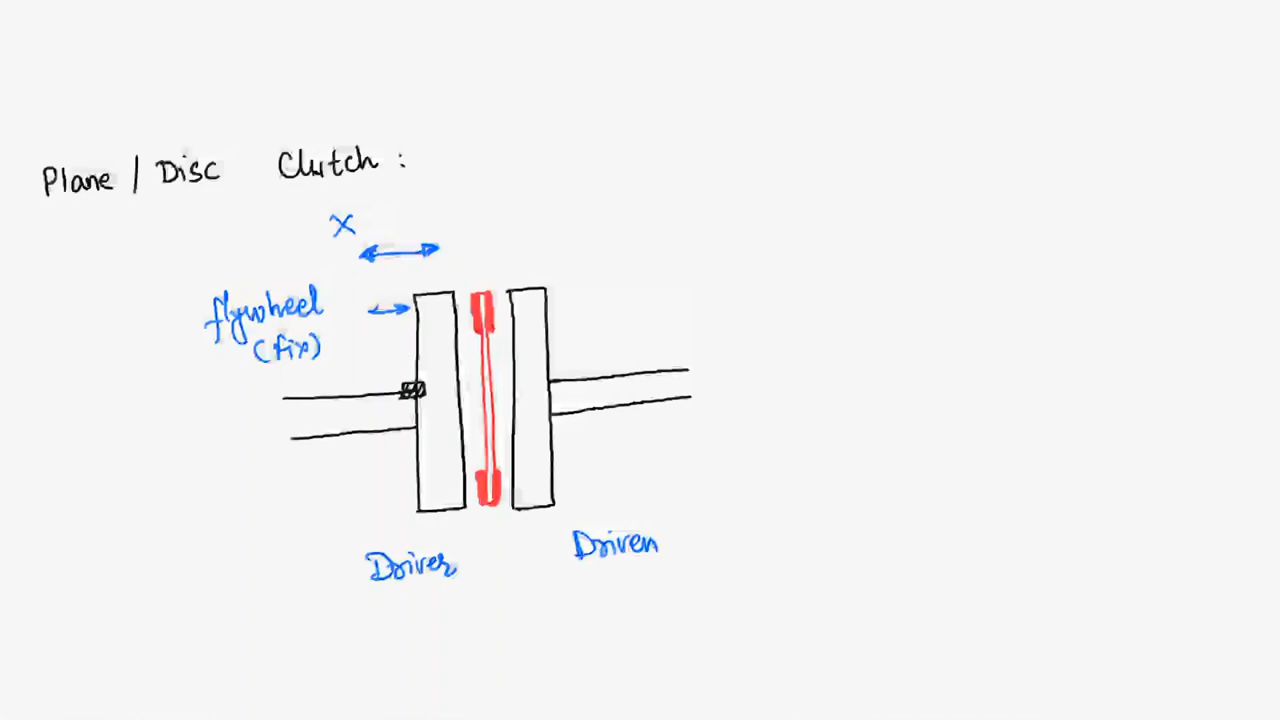 Plane / Disc Clutch :
X
flywheel
(fix)
Driver
Driven